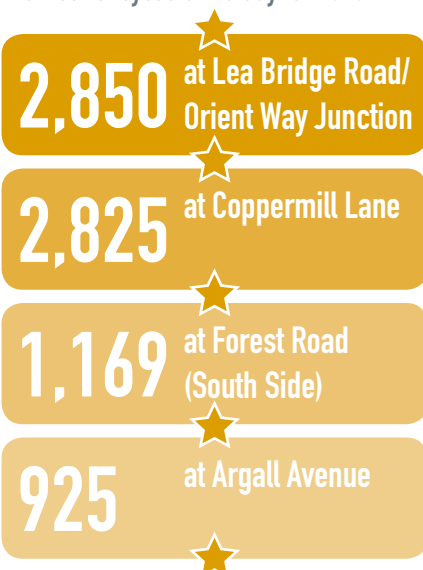 2,850
at Lea Bridge Road/
Orient Way Junction
2,825
at Coppermill Lane
1,169
at Forest Road
(South Side)
925
at Argall Avenue